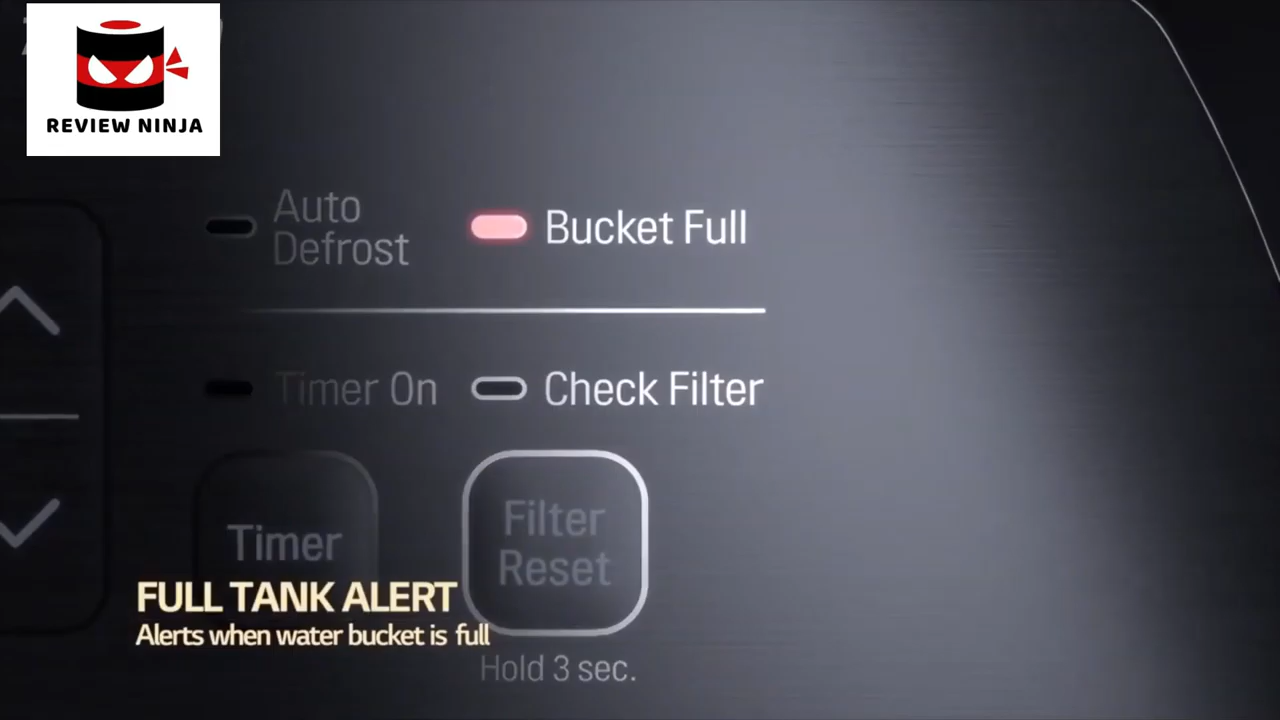 REVIEW NINJA
Auto
Defrost
Bucket Full
Timer On
Check Filter
Timer
Filter
Reset
FULL TANK ALERT
Alerts when water bucket is full
Hold 3 sec.